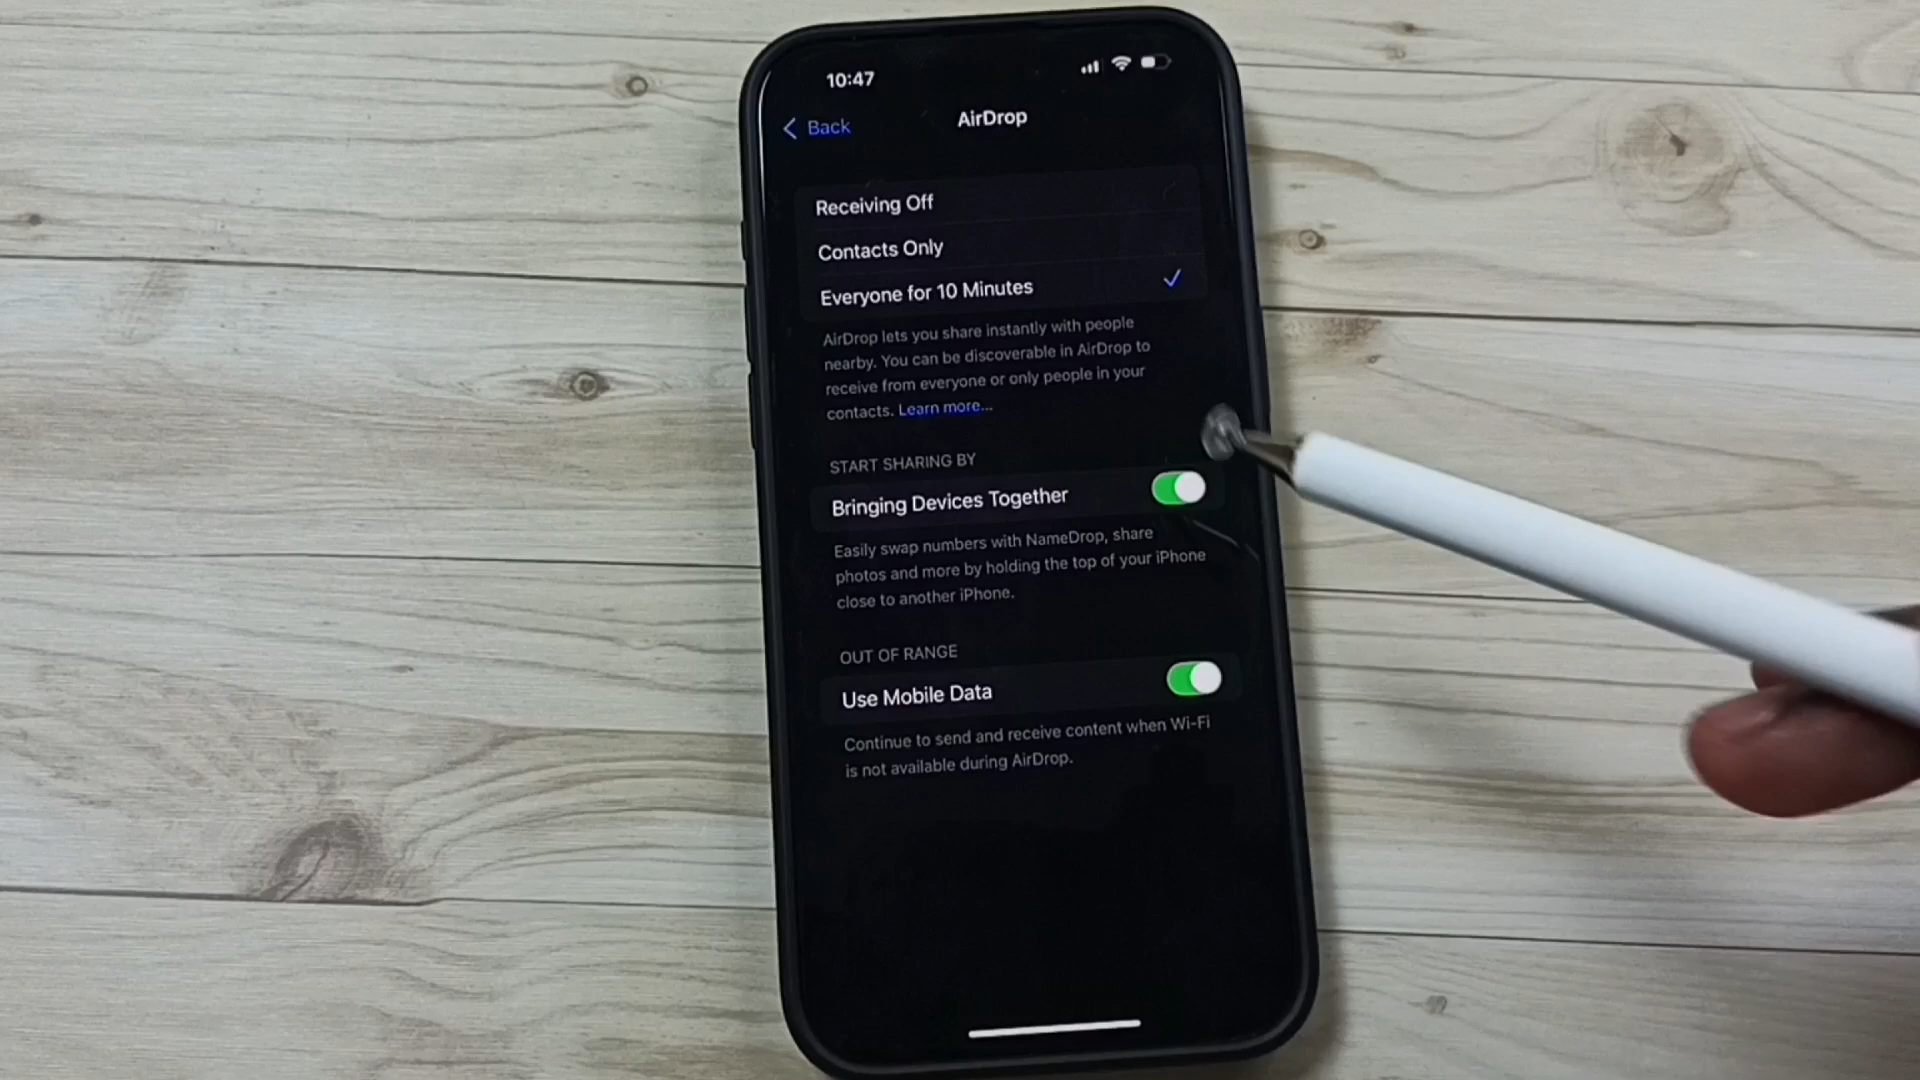 10:47
Back
AirDrop
Receiving Off
Contacts Only
Everyone for 10 Minutes
AirDrop lets you share instantly with people
nearby. You can be discoverable in AirDrop to
receive from everyone or only people in your
contacts. Learn more...
START SHARING BY
Bringing Devices Together
Easily swap numbers with NameDrop, share
photos and more by holding the top of your iPhone
close to another iPhone.
OUT OF RANGE
Use Mobile Data
Continue to send and receive content when Wi-Fi
is not available during AirDrop.